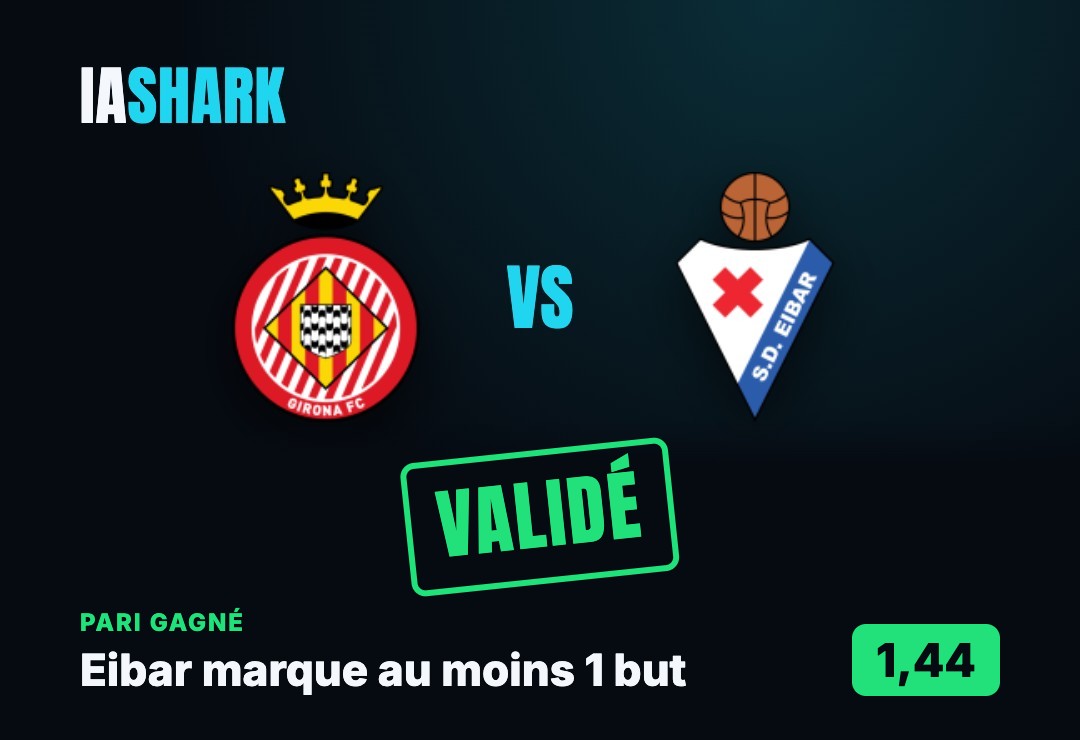 IASHARK
GIRONA FC
VS
S.D. EIBAR
VALIDÉ
PARI GAGNÉ
Eibar marque au moins 1 but
1,44